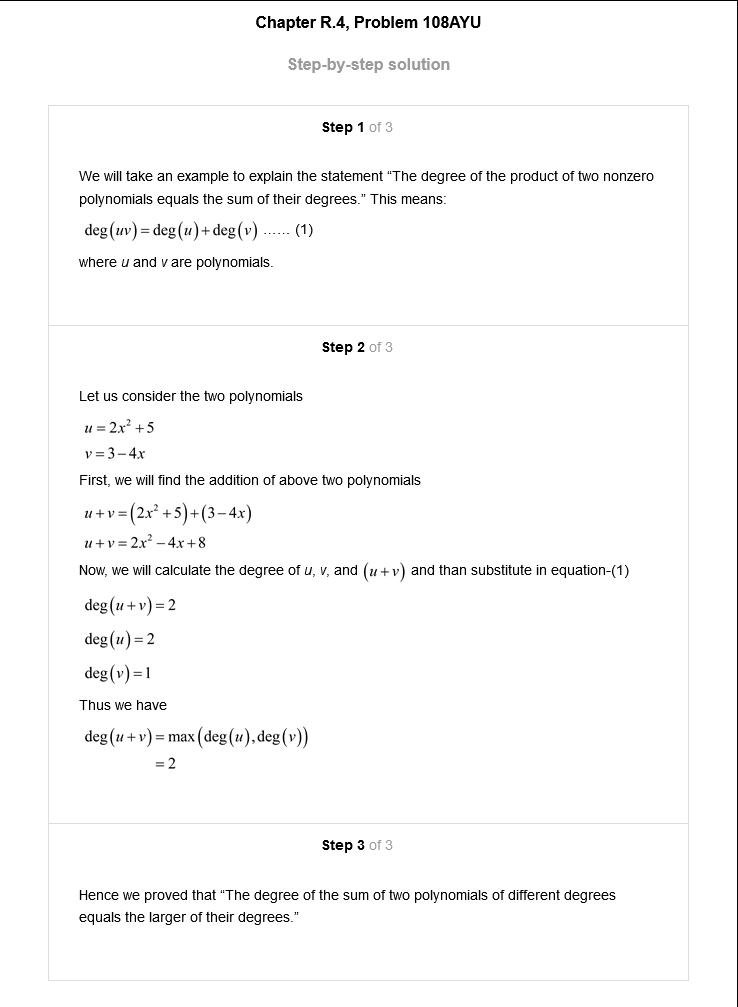 Chapter R.4, Problem 108AYU
Step-by-step solution
Step 1 of 3
We will take an example to explain the statement “The degree of the product of two nonzero
polynomials equals the sum of their degrees.” This means:
deg(uv) = deg(u) + deg(v) ...... (1)
where u and v are polynomials.
Step 2 of 3
Let us consider the two polynomials
u = 2x² + 5
v = 3 − 4x
First, we will find the addition of above two polynomials
u + v = (2x² + 5) + (3 − 4x)
u + v = 2x² − 4x + 8
Now, we will calculate the degree of u, v, and (u + v) and than substitute in equation-(1)
deg(u + v) = 2
deg(u) = 2
deg(v) = 1
Thus we have
deg(u + v) = max(deg(u), deg(v))
= 2
Step 3 of 3
Hence we proved that “The degree of the sum of two polynomials of different degrees
equals the larger of their degrees.”